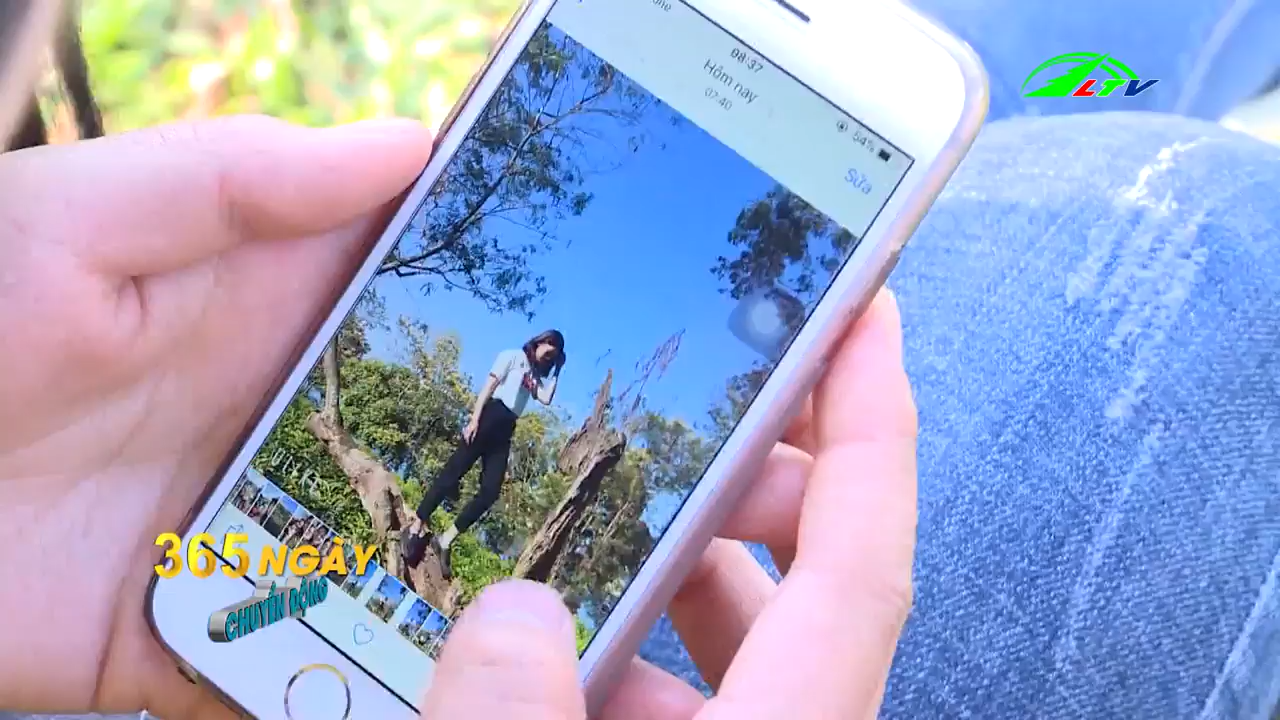 08:37
Hôm nay
07:40
54%
Sửa
LTV
365 NGÀY
CHUYỂN ĐỘNG